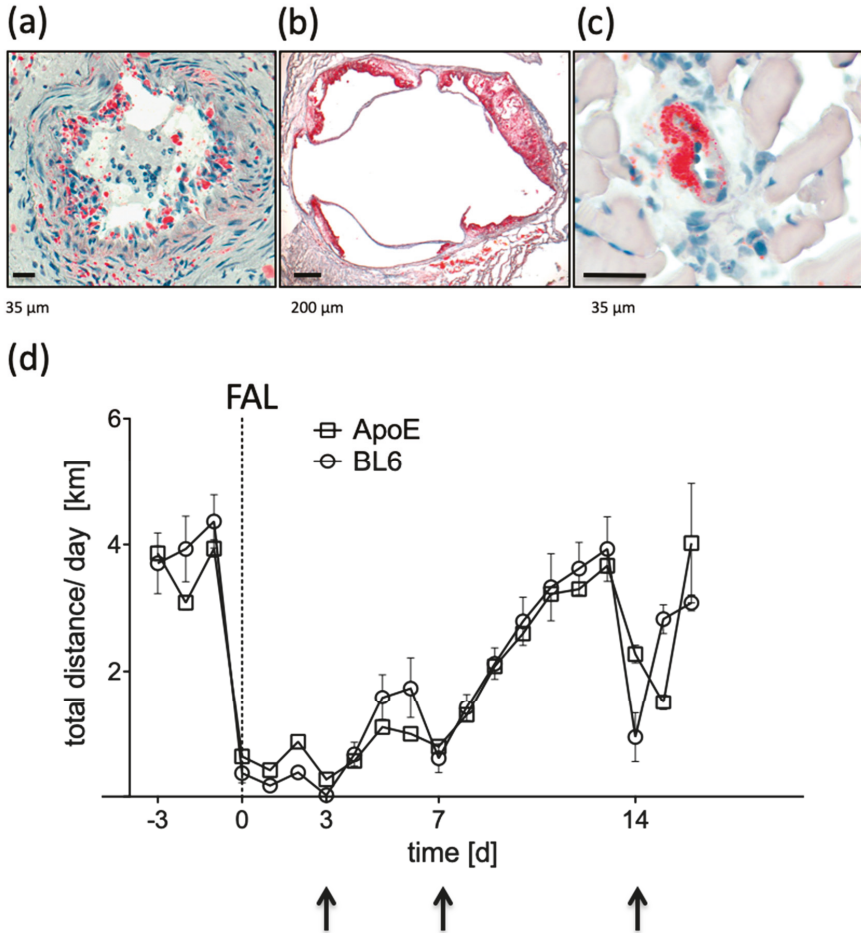 (a)
(b)
(c)
35 µm
200 µm
35 µm
(d)
FAL
ApoE
BL6
total distance/ day [km]
6
4
2
-3
0
3
7
14
time [d]